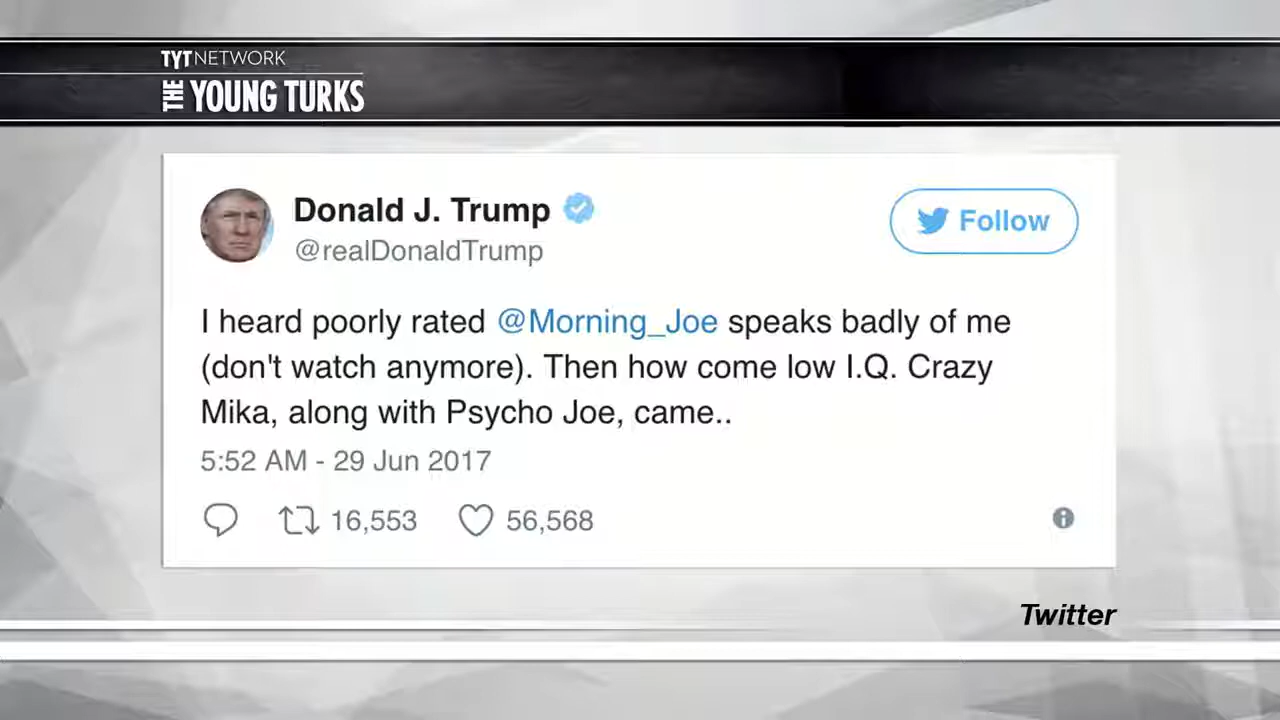 TYT NETWORK
THE YOUNG TURKS
Donald J. Trump
@realDonaldTrump
Follow
I heard poorly rated @Morning_Joe speaks badly of me
(don't watch anymore). Then how come low I.Q. Crazy
Mika, along with Psycho Joe, came..
5:52 AM - 29 Jun 2017
16,553 56,568
Twitter